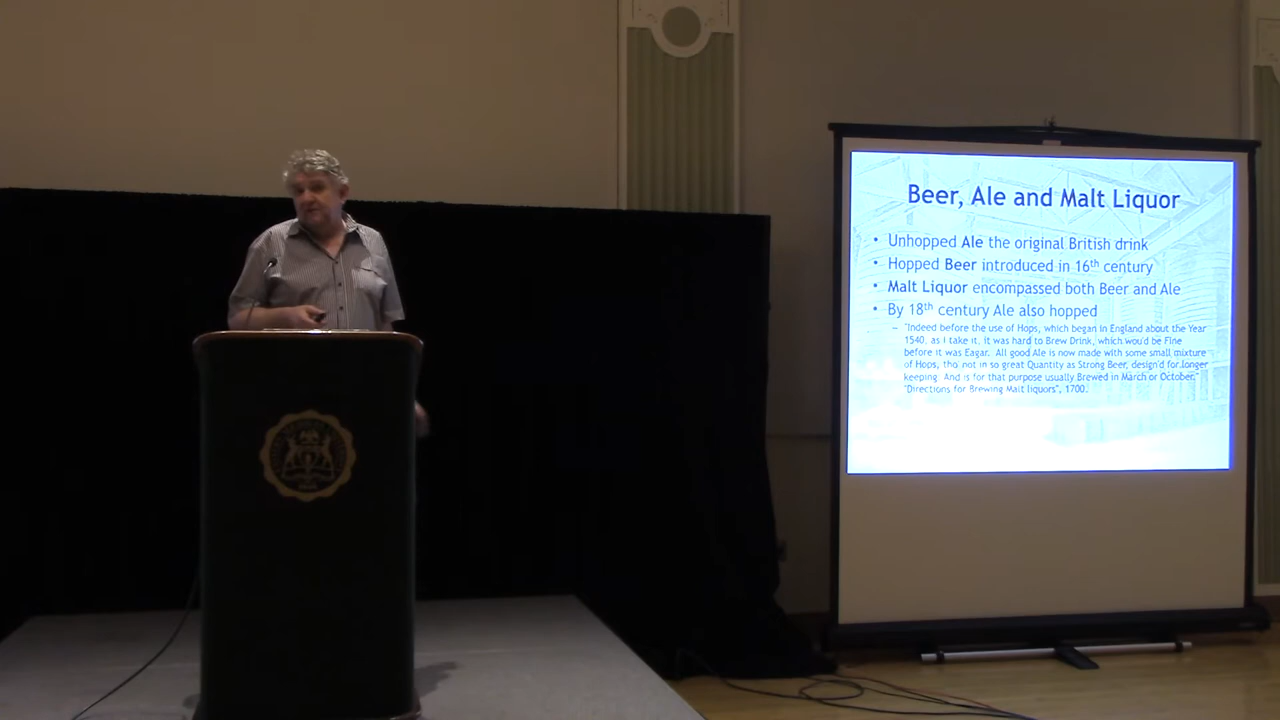 Beer, Ale and Malt Liquor
• Unhopped Ale the original British drink
• Hopped Beer introduced in 16th century
• Malt Liquor encompassed both Beer and Ale
• By 18th century Ale also hopped
– "Indeed before the use of Hops, which began in England about the Year
1540, as I take it, it was hard to Brew Drink, which wou'd be Fine
before it was Eagar. All good Ale is now made with some small mixture
of Hops, tho' not in so great Quantity as Strong Beer, design'd for longer
keeping. And is for that purpose usually Brewed in March or October."
"Directions for Brewing Malt liquors", 1700.